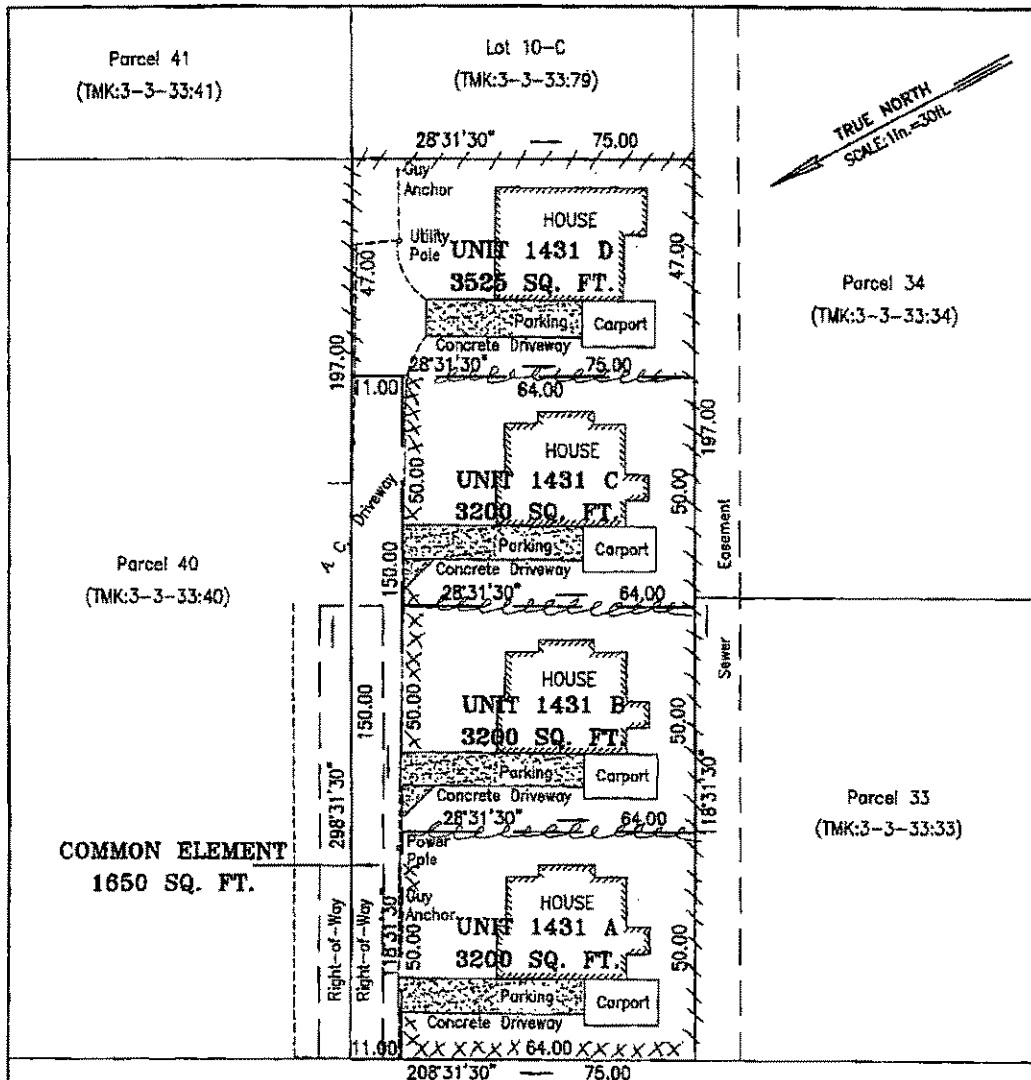 Parcel 41
(TMK:3-3-33:41)
Lot 10-C
(TMK:3-3-33:79)
TRUE NORTH
SCALE:1in.=30ft.
28°31'30" — 75.00
Guy
Anchor
Utility
Pole
HOUSE
UNIT 1431 D
3525 SQ. FT.
47.00
47.00
Parking
Carport
Concrete Driveway
28°31'30" — 75.00
197.00
11.00
64.00
Parcel 34
(TMK:3-3-33:34)
HOUSE
UNIT 1431 C
3200 SQ. FT.
197.00
50.00
50.00
A C Driveway
Parking
Carport
Concrete Driveway
28°31'30" — 64.00
150.00
Easement
Parcel 40
(TMK:3-3-33:40)
HOUSE
UNIT 1431 B
3200 SQ. FT
150.00
50.00
50.00
Sewer
Parking
Carport
Concrete Driveway
28°31'30" — 64.00
118°31'30"
Parcel 33
(TMK:3-3-33:33)
298°31'30"
COMMON ELEMENT
1650 SQ. FT.
Power
Pole
Guy
Anchor
HOUSE
UNIT 1431 A
3200 SQ. FT.
118°31'30"
50.00
50.00
Right-of-Way
Right-of-Way
Parking
Carport
Concrete Driveway
11.00
64.00
208°31'30" — 75.00